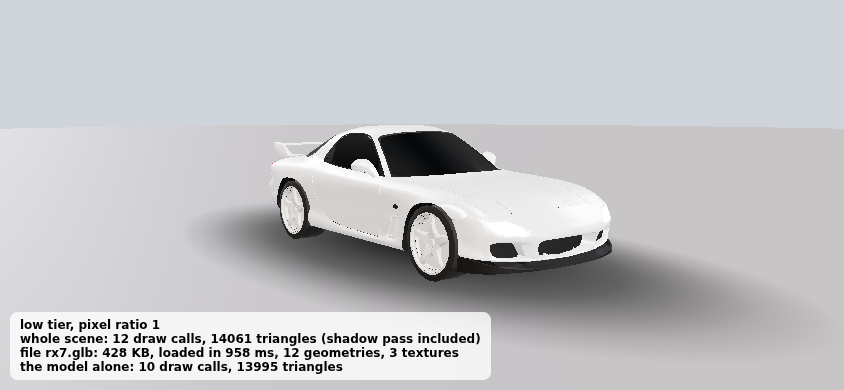 low tier, pixel ratio 1
whole scene: 12 draw calls, 14061 triangles (shadow pass included)
file rx7.glb: 428 KB, loaded in 958 ms, 12 geometries, 3 textures
the model alone: 10 draw calls, 13995 triangles